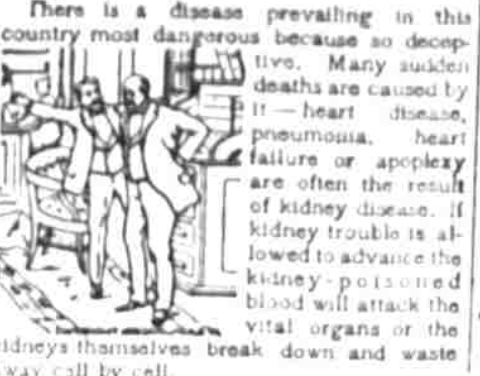 There is a disease prevailing in this
country most dangerous because so decep-
tive. Many sudden
deaths are caused by
it—heart disease,
pneumonia, heart
failure or apoplexy
are often the result
of kidney disease. If
kidney trouble is al-
lowed to advance the
kidney-poisoned
blood will attack the
vital organs or the
kidneys themselves break down and waste
away cell by cell.